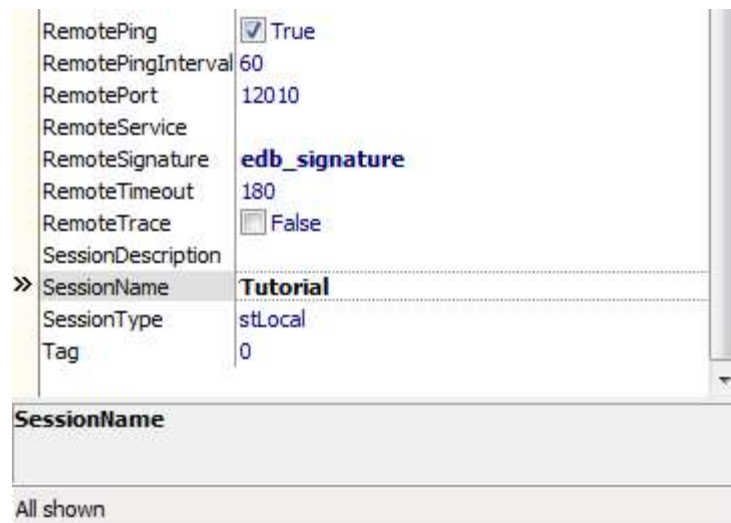 RemotePing True
RemotePingInterval 60
RemotePort 12010
RemoteService
RemoteSignature edb_signature
RemoteTimeout 180
RemoteTrace False
SessionDescription
» SessionName Tutorial
SessionType stLocal
Tag 0
SessionName
All shown